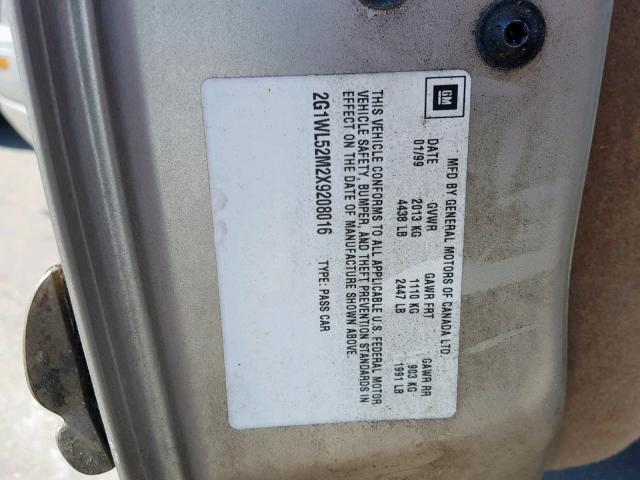 GM
MFD BY GENERAL MOTORS OF CANADA LTD.
DATE GVWR GAWR FRT GAWR RR
01/99 2013 KG 1110 KG 903 KG
4438 LB 2447 LB 1991 LB
THIS VEHICLE CONFORMS TO ALL APPLICABLE U.S. FEDERAL MOTOR
VEHICLE SAFETY, BUMPER, AND THEFT PREVENTION STANDARDS IN
EFFECT ON THE DATE OF MANUFACTURE SHOWN ABOVE.
2G1WL52M2X9208016 TYPE: PASS CAR